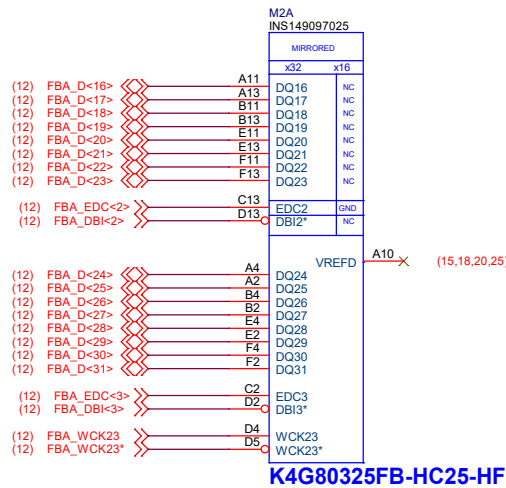 M2A
INS149097025
MIRRORED
x32 x16
(12) FBA_D<16> A11 DQ16 NC
(12) FBA_D<17> A13 DQ17 NC
(12) FBA_D<18> B11 DQ18 NC
(12) FBA_D<19> B13 DQ19 NC
(12) FBA_D<20> E11 DQ20 NC
(12) FBA_D<21> E13 DQ21 NC
(12) FBA_D<22> F11 DQ22 NC
(12) FBA_D<23> F13 DQ23 NC
(12) FBA_EDC<2> C13 EDC2 GND
(12) FBA_DBI<2> D13 DBI2* NC
VREFD A10 (15,18,20,25)
(12) FBA_D<24> A4 DQ24
(12) FBA_D<25> A2 DQ25
(12) FBA_D<26> B4 DQ26
(12) FBA_D<27> B2 DQ27
(12) FBA_D<28> E4 DQ28
(12) FBA_D<29> E2 DQ29
(12) FBA_D<30> F4 DQ30
(12) FBA_D<31> F2 DQ31
(12) FBA_EDC<3> C2 EDC3
(12) FBA_DBI<3> D2 DBI3*
(12) FBA_WCK23 D4 WCK23
(12) FBA_WCK23* D5 WCK23*
K4G80325FB-HC25-HF